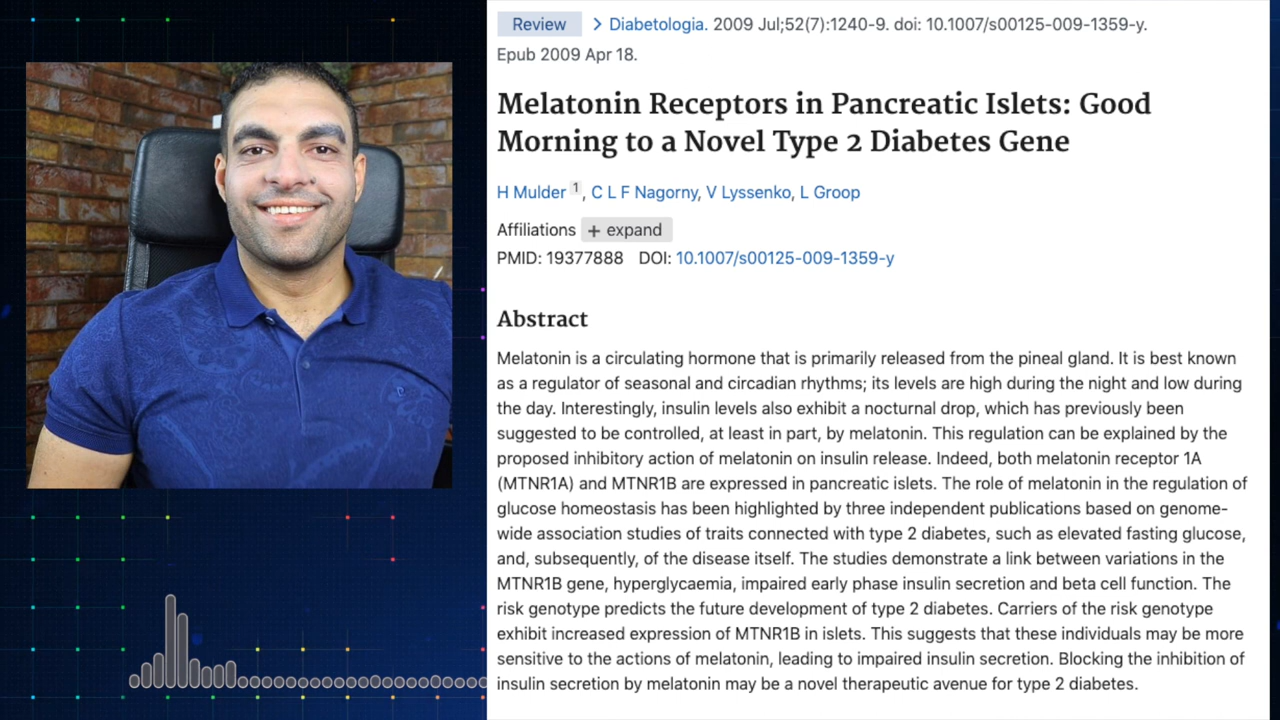 Review > Diabetologia. 2009 Jul;52(7):1240-9. doi: 10.1007/s00125-009-1359-y.
Epub 2009 Apr 18.
Melatonin Receptors in Pancreatic Islets: Good
Morning to a Novel Type 2 Diabetes Gene
H Mulder 1, C L F Nagorny, V Lyssenko, L Groop
Affiliations + expand
PMID: 19377888 DOI: 10.1007/s00125-009-1359-y
Abstract
Melatonin is a circulating hormone that is primarily released from the pineal gland. It is best known
as a regulator of seasonal and circadian rhythms; its levels are high during the night and low during
the day. Interestingly, insulin levels also exhibit a nocturnal drop, which has previously been
suggested to be controlled, at least in part, by melatonin. This regulation can be explained by the
proposed inhibitory action of melatonin on insulin release. Indeed, both melatonin receptor 1A
(MTNR1A) and MTNR1B are expressed in pancreatic islets. The role of melatonin in the regulation of
glucose homeostasis has been highlighted by three independent publications based on genome-
wide association studies of traits connected with type 2 diabetes, such as elevated fasting glucose,
and, subsequently, of the disease itself. The studies demonstrate a link between variations in the
MTNR1B gene, hyperglycaemia, impaired early phase insulin secretion and beta cell function. The
risk genotype predicts the future development of type 2 diabetes. Carriers of the risk genotype
exhibit increased expression of MTNR1B in islets. This suggests that these individuals may be more
sensitive to the actions of melatonin, leading to impaired insulin secretion. Blocking the inhibition of
insulin secretion by melatonin may be a novel therapeutic avenue for type 2 diabetes.